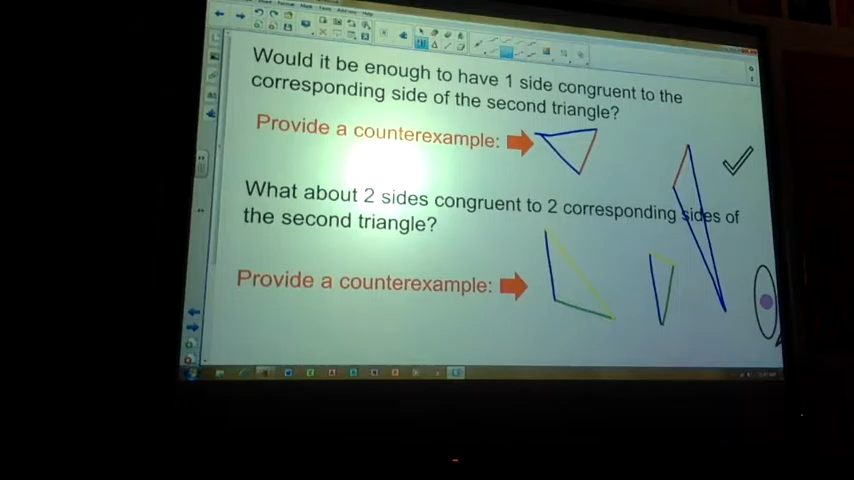 Would it be enough to have 1 side congruent to the
corresponding side of the second triangle?
Provide a counterexample:
What about 2 sides congruent to 2 corresponding sides of
the second triangle?
Provide a counterexample: